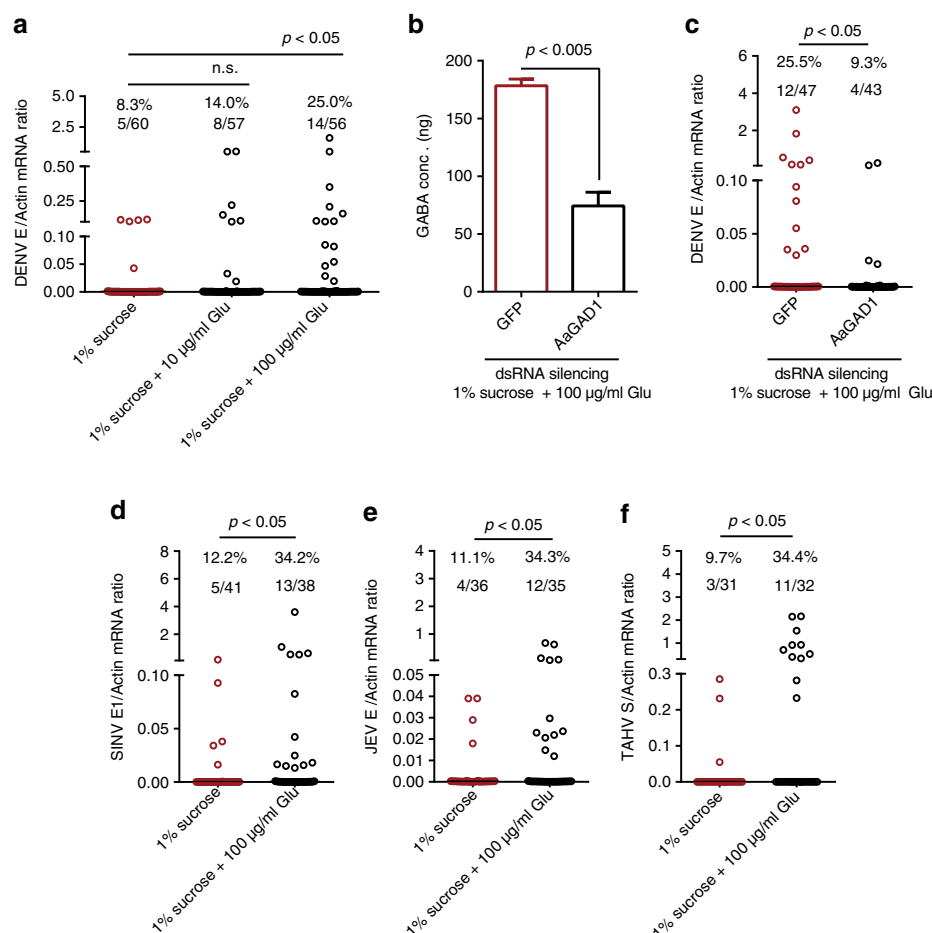 a
p < 0.05
n.s.
8.3%
14.0%
25.0%
5/60
8/57
14/56
DENV E/Actin mRNA ratio
5.0
2.5
0.50
0.25
0.10
0.05
0.00
1% sucrose
1% sucrose + 10 µg/ml Glu
1% sucrose + 100 µg/ml Glu
b
p < 0.005
GABA conc . (ng)
200
150
100
50
0
GFP
AaGAD1
dsRNA silencing
1% sucrose + 100 µg/ml Glu
c
p < 0.05
25.5%
9.3%
12/47
4/43
DENV E /Actin mRNA ratio
6
4
2
0.10
0.05
0.00
GFP
AaGAD1
dsRNA silencing
1% sucrose + 100 µg/ml Glu
d
p < 0.05
12.2%
34.2%
5/41
13/38
SINV E1/Actin mRNA ratio
8
6
4
2
0.10
0.05
0.00
1% sucrose
1% sucrose + 100 µg/ml Glu
e
p < 0.05
11.1%
34.3%
4/36
12/35
JEV E /Actin mRNA ratio
4
3
2
1
0.05
0.04
0.03
0.02
0.01
0.00
1% sucrose
1% sucrose + 100 µg/ml Glu
f
p < 0.05
9.7%
34.4%
3/31
11/32
TAHV S/Actin mRNA ratio
5
4
3
2
1
0.3
0.2
0.1
0.0
1% sucrose
1% sucrose + 100 µg/ml Glu